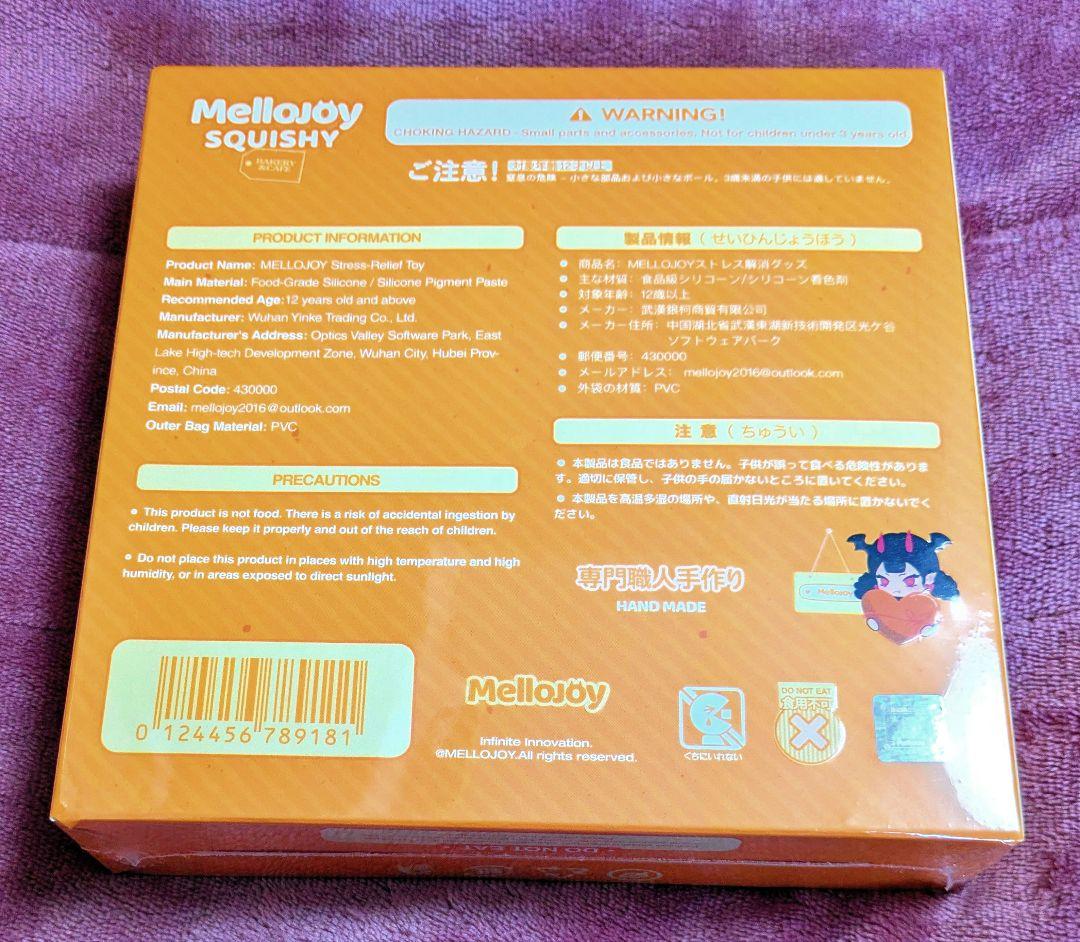 MelloJOY
SQUISHY
BAKERY
&CAFE
WARNING!
CHOKING HAZARD - Small parts and accessories. Not for children under 3 years old.
ご注意!
対象年齢12歳以上
窒息の危険 - 小さな部品および小さなボール。3歳未満の子供には適していません。
PRODUCT INFORMATION
Product Name: MELLOJOY Stress-Relief Toy
Main Material: Food-Grade Silicone / Silicone Pigment Paste
Recommended Age:12 years old and above
Manufacturer: Wuhan Yinke Trading Co., Ltd.
Manufacturer's Address: Optics Valley Software Park, East
Lake High-tech Development Zone, Wuhan City, Hubei Prov-
ince, China
Postal Code: 430000
Email: mellojoy2016@outlook.com
Outer Bag Material: PVC
PRECAUTIONS
This product is not food. There is a risk of accidental ingestion by
children. Please keep it properly and out of the reach of children.
Do not place this product in places with high temperature and high
humidity, or in areas exposed to direct sunlight.
製品情報(せいひんじょうほう)
商品名: MELLOJOYストレス解消グッズ
主な材質: 食品級シリコーン/シリコーン着色剤
対象年齢: 12歳以上
メーカー: 武漢銀柯商貿有限公司
メーカー住所: 中国湖北省武漢東湖新技術開発区光ケ谷
ソフトウェアパーク
郵便番号: 430000
メールアドレス: mellojoy2016@outlook.com
外袋の材質: PVC
注意(ちゅうい)
本製品は食品ではありません。子供が誤って食べる危険性がありま
す。適切に保管し、子供の手の届かないところに置いてください。
本製品を高温多湿の場所や、直射日光が当たる場所に置かないでく
ださい。
専門職人手作り
HAND MADE
MelloJo
0 124456 789181
MelloJOY
Infinite Innovation.
@MELLOJOY.All rights reserved.
くちにいれない
DO NOT EAT
食用不可
DO NOT EAT